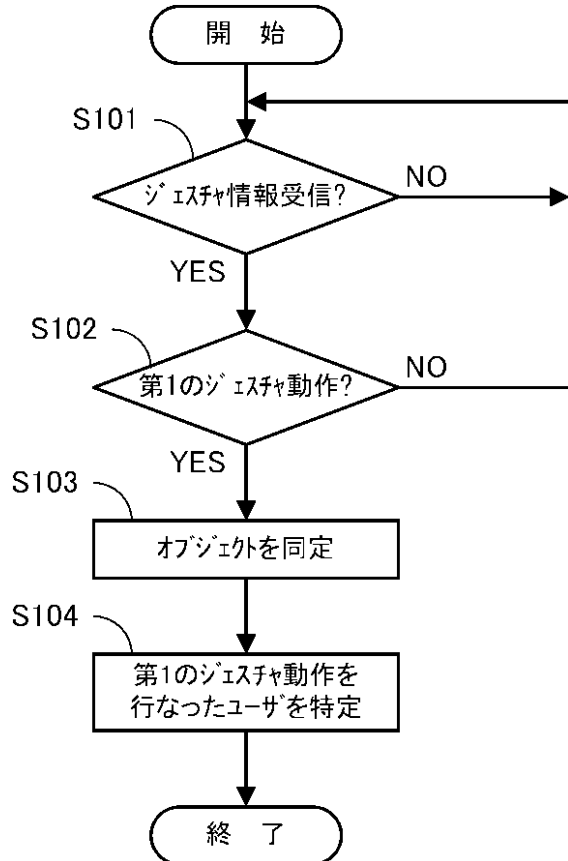 開 始
S101
ジェスチャ情報受信?
NO
YES
S102
第1のジェスチャ動作?
NO
YES
S103
オブジェクトを同定
S104
第1のジェスチャ動作を
行なったユーザを特定
終 了